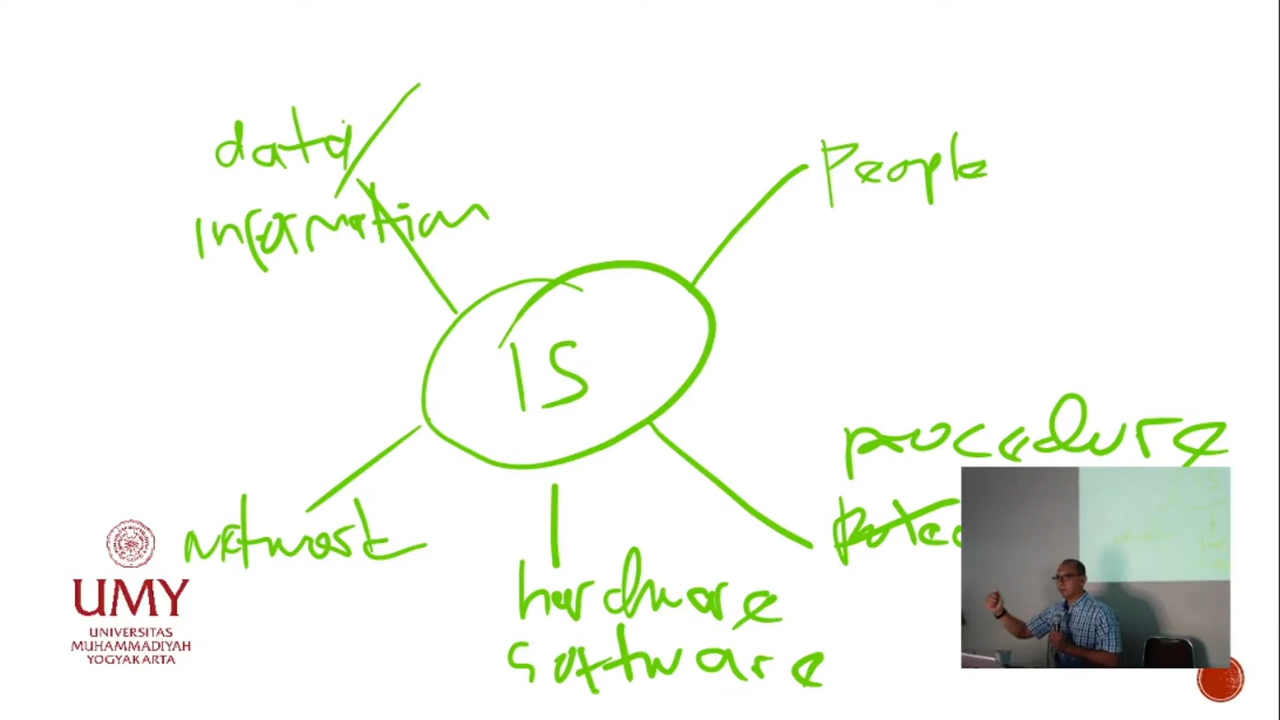 data/
information
People
IS
procedure
network
hardware
software
UMY
UNIVERSITAS
MUHAMMADIYAH
YOGYAKARTA